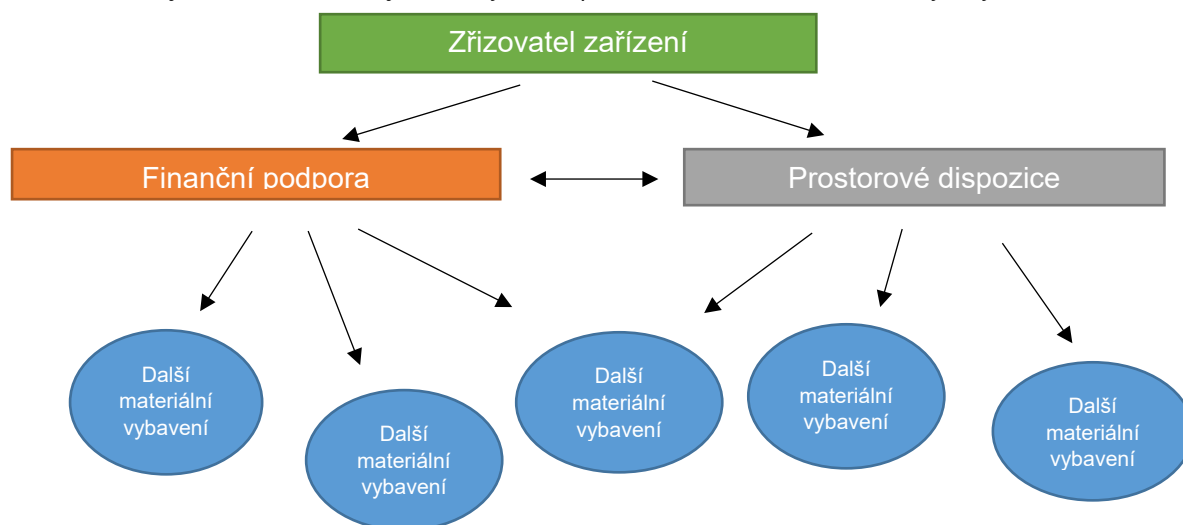 Zřizovatel zařízení
Finanční podpora
Prostorové dispozice
Další
materiální
vybavení
Další
materiální
vybavení
Další
materiální
vybavení
Další
materiální
vybavení
Další
materiální
vybavení